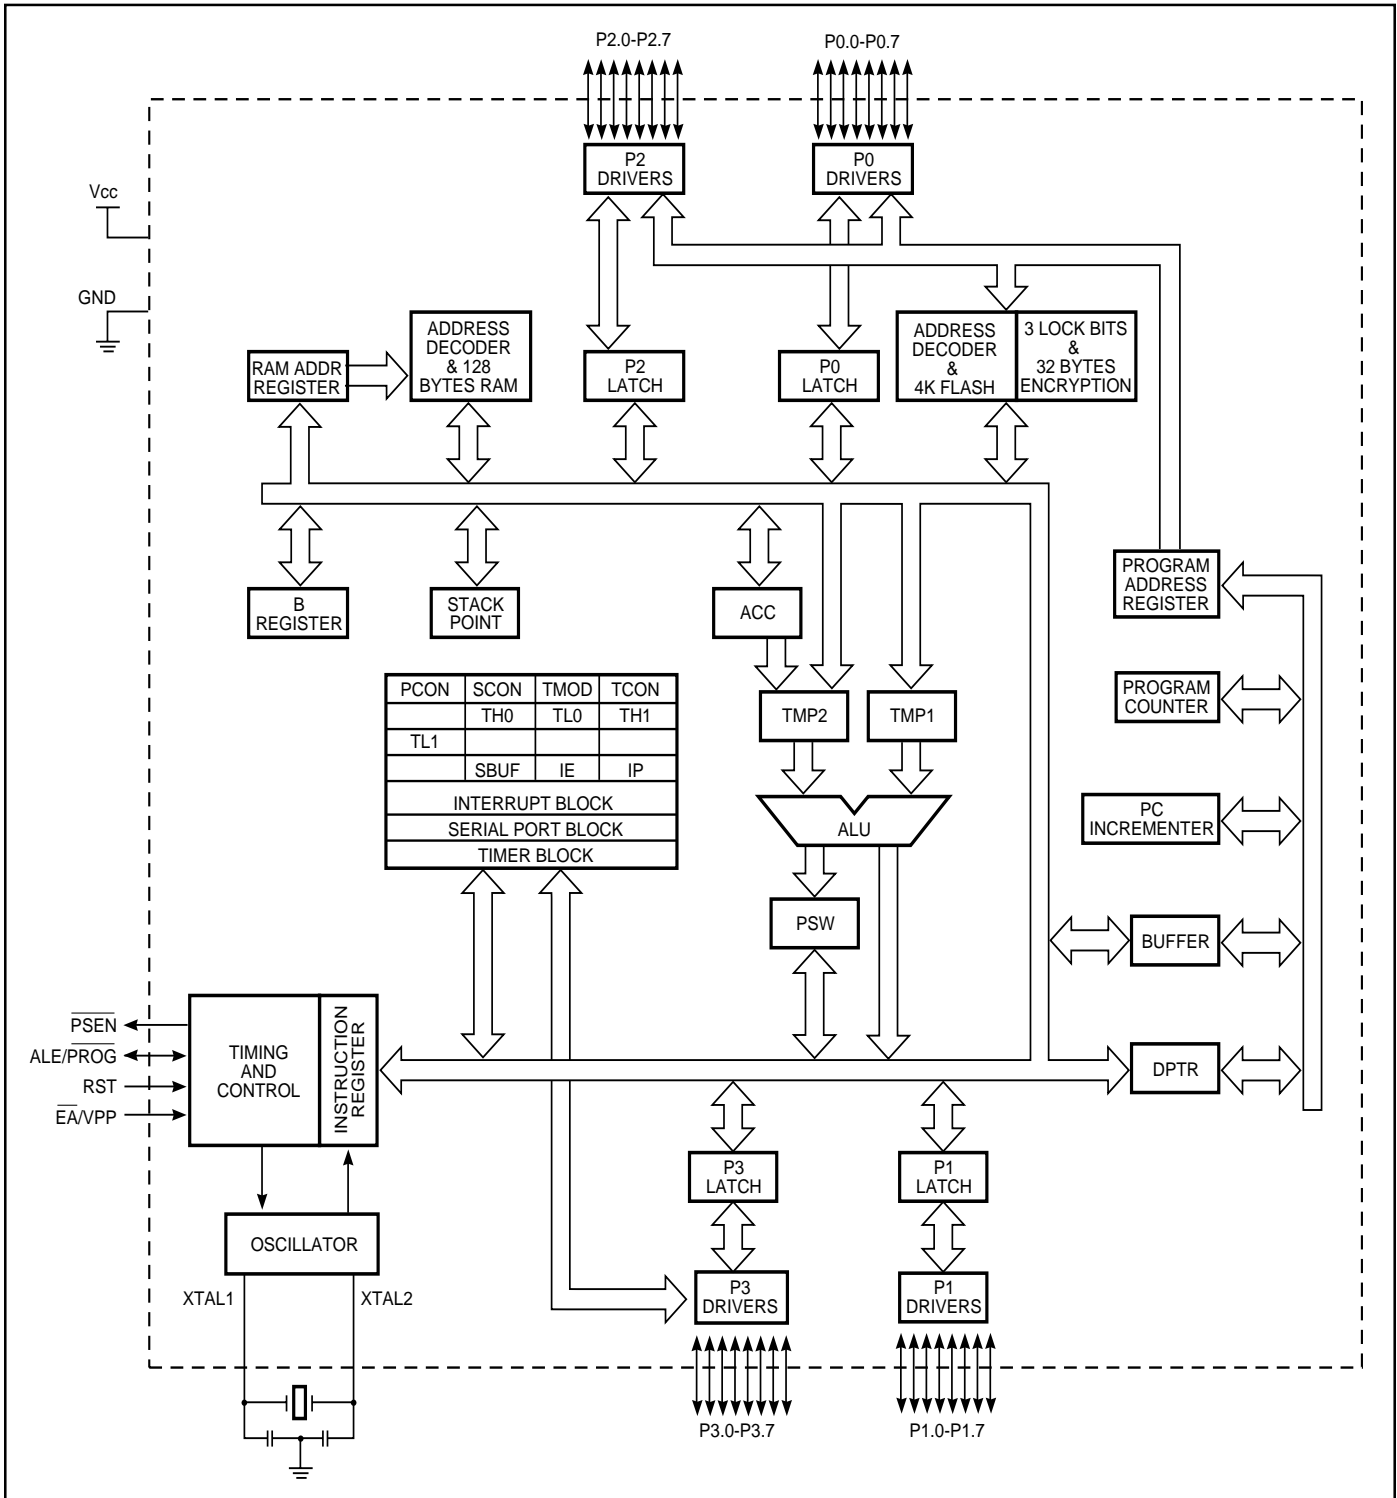 P2.0-P2.7
P0.0-P0.7
P2
DRIVERS
P0
DRIVERS
Vcc
GND
RAM ADDR
REGISTER
ADDRESS
DECODER
& 128
BYTES RAM
P2
LATCH
P0
LATCH
ADDRESS
DECODER
&
4K FLASH
3 LOCK BITS
&
32 BYTES
ENCRYPTION
B
REGISTER
STACK
POINT
ACC
PROGRAM
ADDRESS
REGISTER
PCON SCON TMOD TCON
TH0 TL0 TH1
TL1
SBUF IE IP
INTERRUPT BLOCK
SERIAL PORT BLOCK
TIMER BLOCK
TMP2
TMP1
PROGRAM
COUNTER
ALU
PC
INCREMENTER
PSW
BUFFER
PSEN
ALE/PROG
RST
EA/VPP
TIMING
AND
CONTROL
INSTRUCTION
REGISTER
DPTR
P3
LATCH
P1
LATCH
OSCILLATOR
XTAL1
XTAL2
P3
DRIVERS
P1
DRIVERS
P3.0-P3.7
P1.0-P1.7